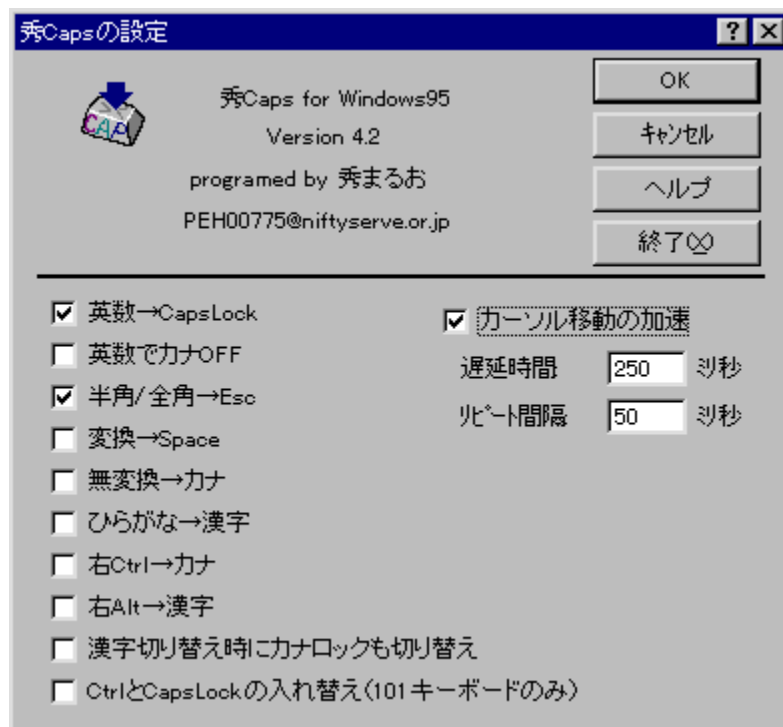 秀Capsの設定
秀Caps for Windows95
Version 4.2
programed by 秀まるお
PEH00775@niftyserve.or.jp
OK
ｷｬﾝｾﾙ
ヘルプ
終了(X)
英数→CapsLock
英数でカナOFF
半角/全角→Esc
変換→Space
無変換→カナ
ひらがな→漢字
右Ctrl→カナ
右Alt→漢字
漢字切り替え時にカナロックも切り替え
CtrlとCapsLockの入れ替え(101キーボードのみ)
カーソル移動の加速
遅延時間 250 ﾐﾘ秒
ﾘﾋﾟｰﾄ間隔 50 ﾐﾘ秒